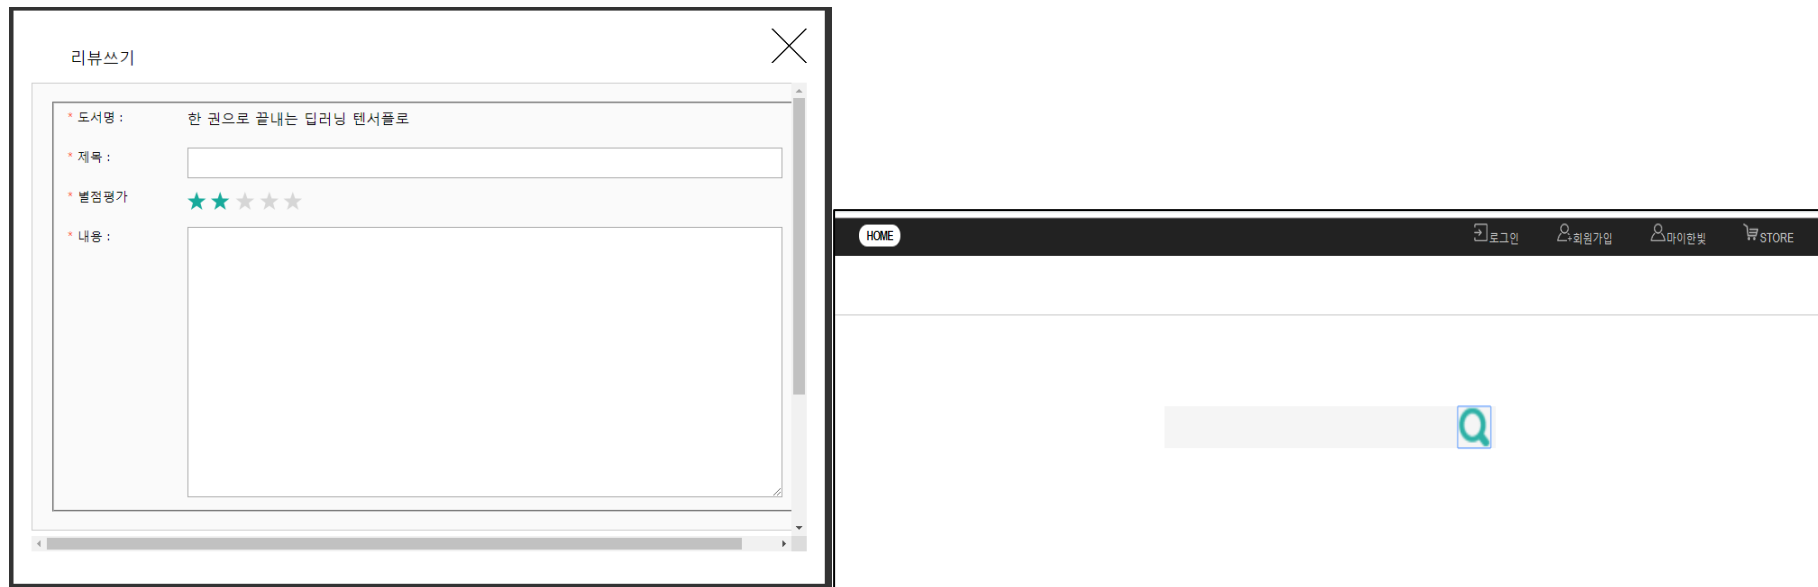 리뷰쓰기
* 도서명 : 한 권으로 끝내는 딥러닝 텐서플로
* 제목 :
* 별점평가
* 내용 :
HOME 로그인 회원가입 마이한빛 STORE